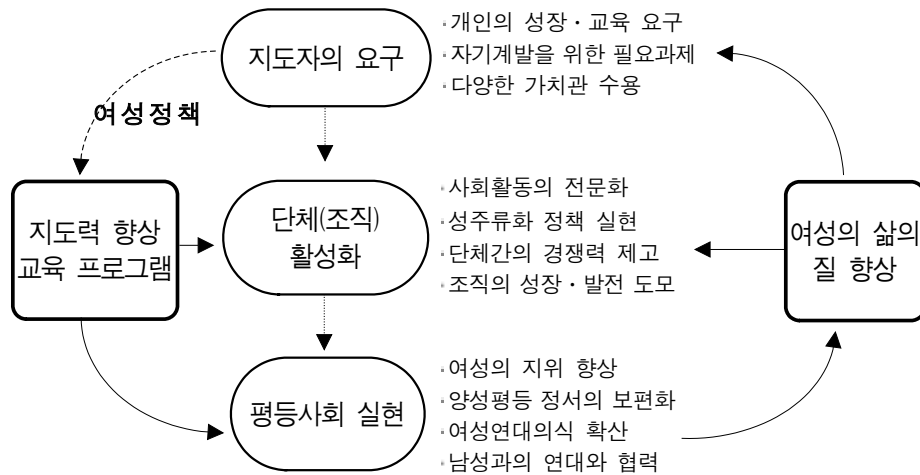 지도자의 요구
·개인의 성장·교육 요구
·자기계발을 위한 필요과제
·다양한 가치관 수용
여성정책
지도력 향상
교육 프로그램
단체(조직)
활성화
·사회활동의 전문화
·성주류화 정책 실현
·단체간의 경쟁력 제고
·조직의 성장·발전 도모
여성의 삶의
질 향상
평등사회 실현
·여성의 지위 향상
·양성평등 정서의 보편화
·여성연대의식 확산
·남성과의 연대와 협력